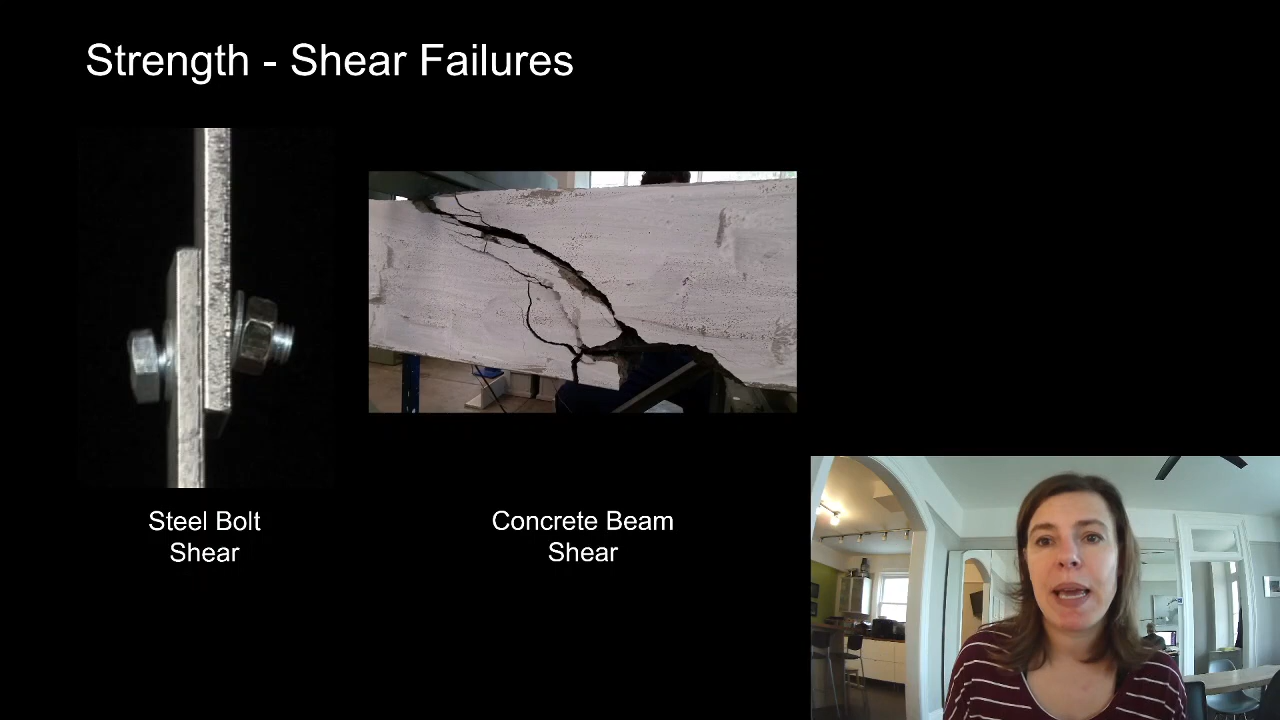 Strength - Shear Failures
Steel Bolt
Shear
Concrete Beam
Shear